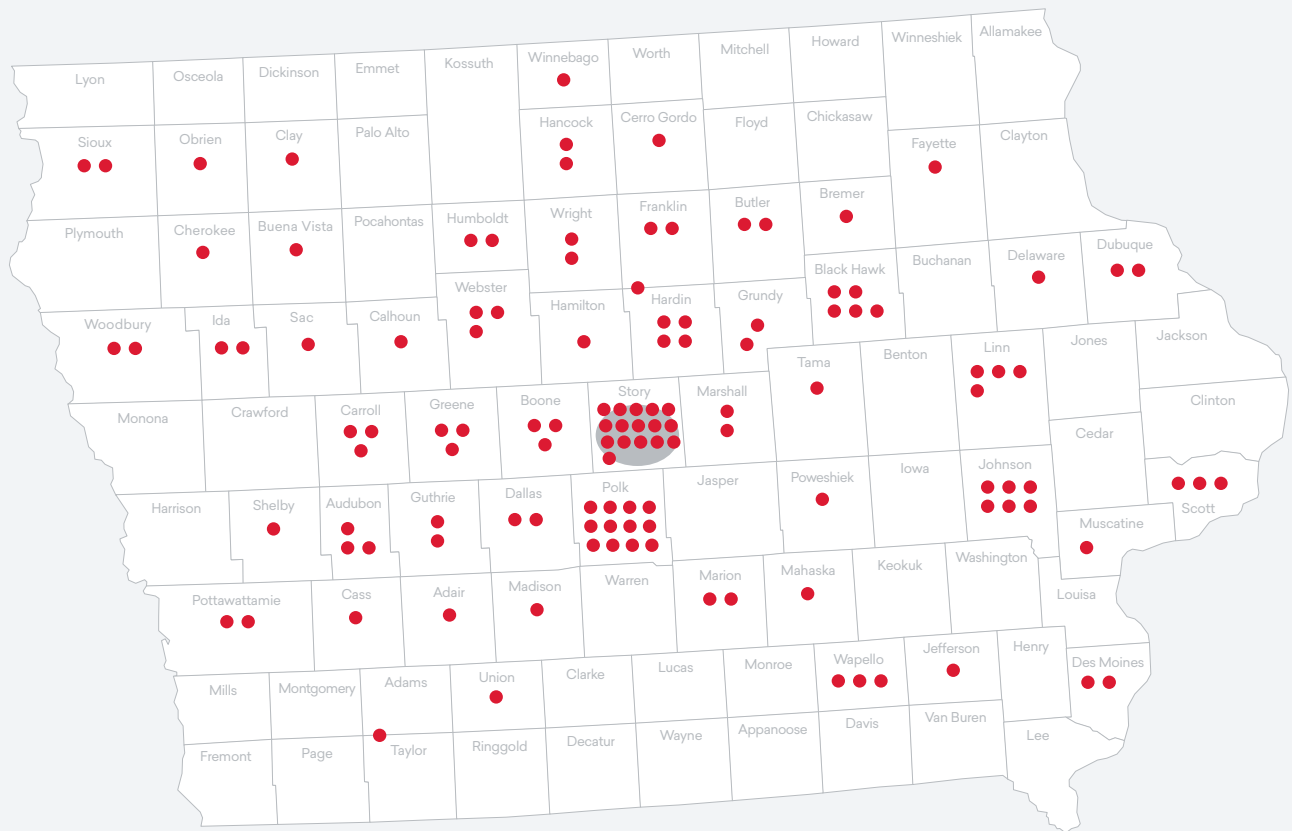 Lyon
Osceola
Dickinson
Emmet
Kossuth
Winnebago
Worth
Mitchell
Howard
Winneshiek
Allamakee
Sioux
Obrien
Clay
Palo Alto
Hancock
Cerro Gordo
Floyd
Chickasaw
Fayette
Clayton
Plymouth
Cherokee
Buena Vista
Pocahontas
Humboldt
Wright
Franklin
Butler
Bremer
Black Hawk
Buchanan
Delaware
Dubuque
Woodbury
Ida
Sac
Calhoun
Webster
Hamilton
Hardin
Grundy
Tama
Benton
Linn
Jones
Jackson
Monona
Crawford
Carroll
Greene
Boone
Story
Marshall
Clinton
Cedar
Harrison
Shelby
Audubon
Guthrie
Dallas
Polk
Jasper
Poweshiek
Iowa
Johnson
Scott
Muscatine
Pottawattamie
Cass
Adair
Madison
Warren
Marion
Mahaska
Keokuk
Washington
Louisa
Mills
Montgomery
Adams
Union
Clarke
Lucas
Monroe
Wapello
Jefferson
Henry
Des Moines
Fremont
Page
Taylor
Ringgold
Decatur
Wayne
Appanoose
Davis
Van Buren
Lee